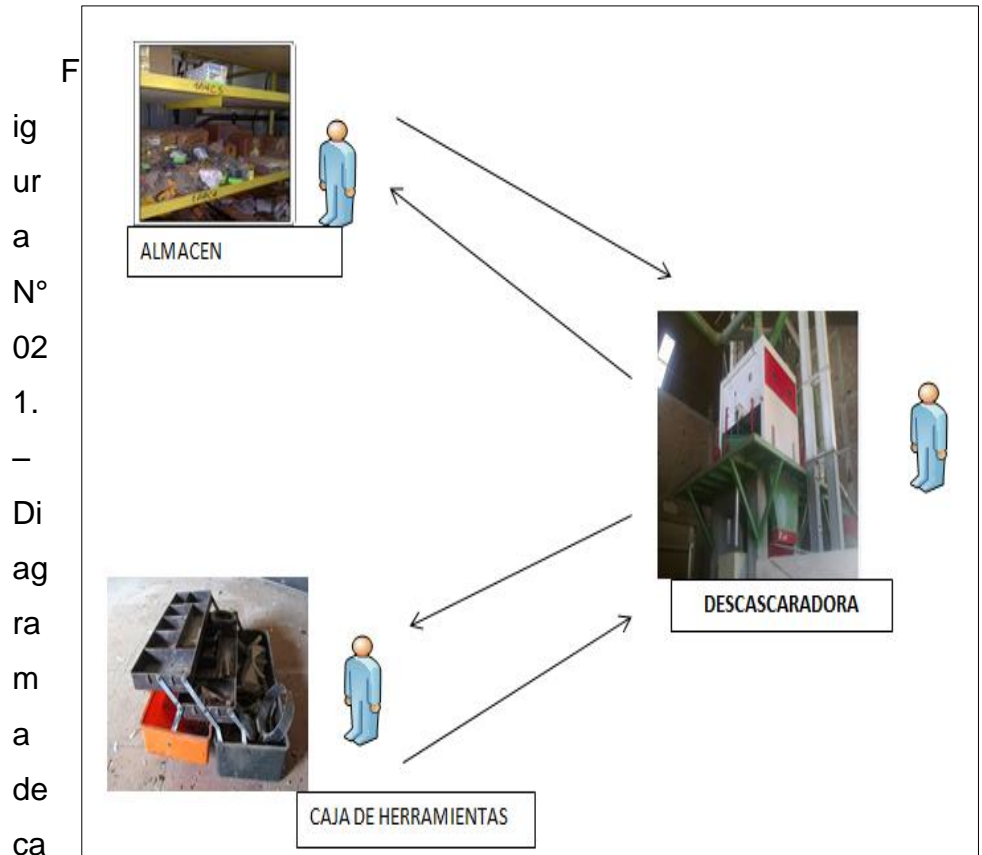 F
ig
ur
a
N°
02
1.
–
Di
ag
ra
m
a
de
ca
ALMACEN
DESCASCARADORA
CAJA DE HERRAMIENTAS